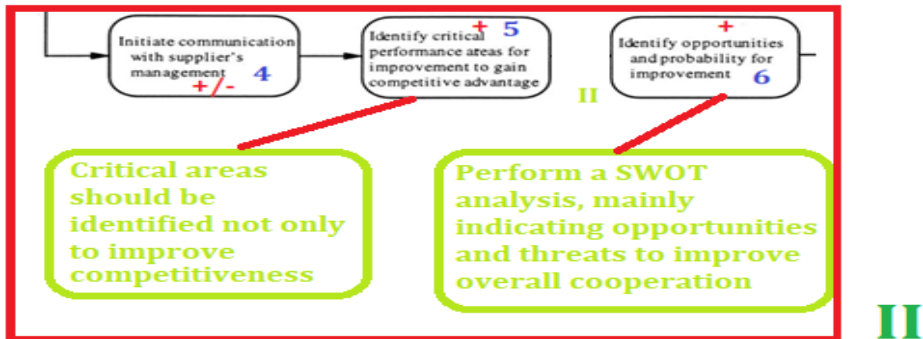 Initiate communication
with supplier's
management 4
+/-
+ 5
Identify critical
performance areas for
improvement to gain
competitive advantage
II
+
Identify opportunities
and probability for
improvement 6
Critical areas
should be
identified not only
to improve
competitiveness
Perform a SWOT
analysis, mainly
indicating opportunities
and threats to improve
overall cooperation
II